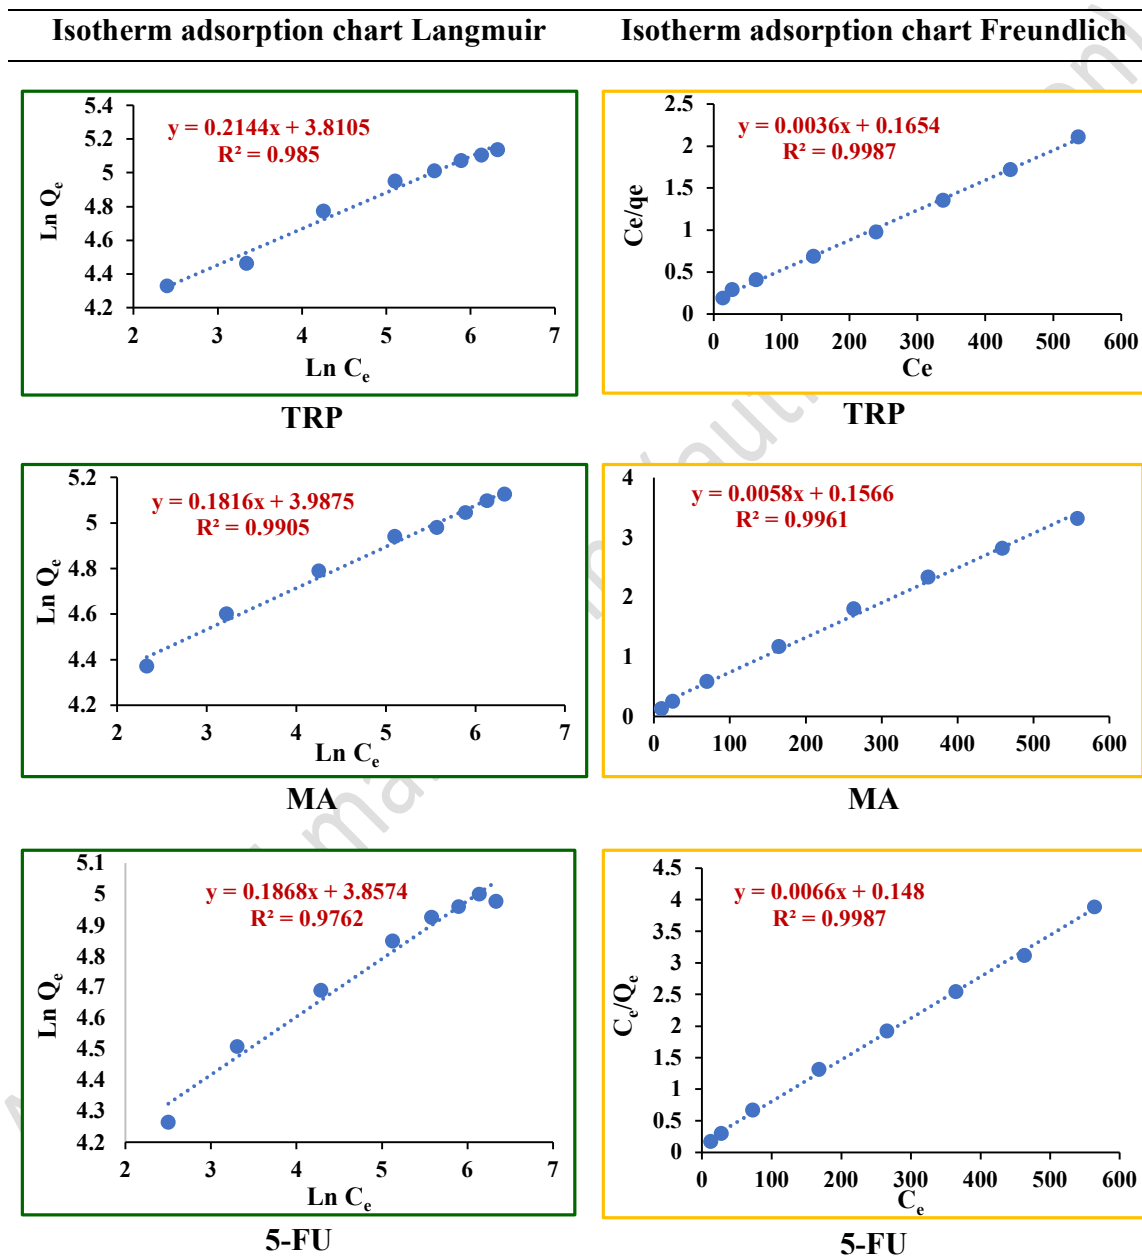 Isotherm adsorption chart Langmuir
Isotherm adsorption chart Freundlich
5.4
5.2
5
4.8
4.6
4.4
4.2
Ln Qe
y = 0.2144x + 3.8105
R² = 0.985
2 3 4 5 6 7
Ln Ce
TRP
2.5
2
1.5
1
0.5
0
Ce/qe
y = 0.0036x + 0.1654
R² = 0.9987
0 100 200 300 400 500 600
Ce
TRP
5.2
5
4.8
4.6
4.4
4.2
Ln Qe
y = 0.1816x + 3.9875
R² = 0.9905
2 3 4 5 6 7
Ln Ce
MA
4
3
2
1
0
y = 0.0058x + 0.1566
R² = 0.9961
0 100 200 300 400 500 600
MA
5.1
5
4.9
4.8
4.7
4.6
4.5
4.4
4.3
4.2
Ln Qe
y = 0.1868x + 3.8574
R² = 0.9762
2 3 4 5 6 7
Ln Ce
5-FU
4.5
4
3.5
3
2.5
2
1.5
1
0.5
0
Ce/Qe
y = 0.0066x + 0.148
R² = 0.9987
0 100 200 300 400 500 600
Ce
5-FU